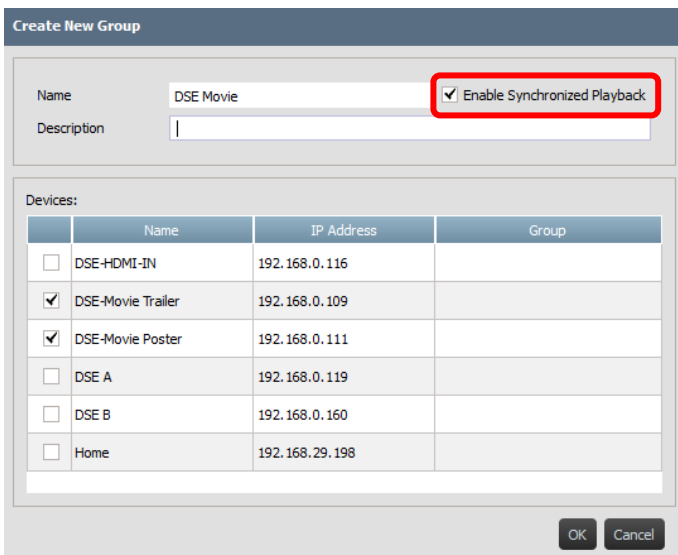 Create New Group
Name DSE Movie Enable Synchronized Playback
Description
Devices:
Name IP Address Group
DSE-HDMI-IN 192.168.0.116
DSE-Movie Trailer 192.168.0.109
DSE-Movie Poster 192.168.0.111
DSE A 192.168.0.119
DSE B 192.168.0.160
Home 192.168.29.198
OK Cancel